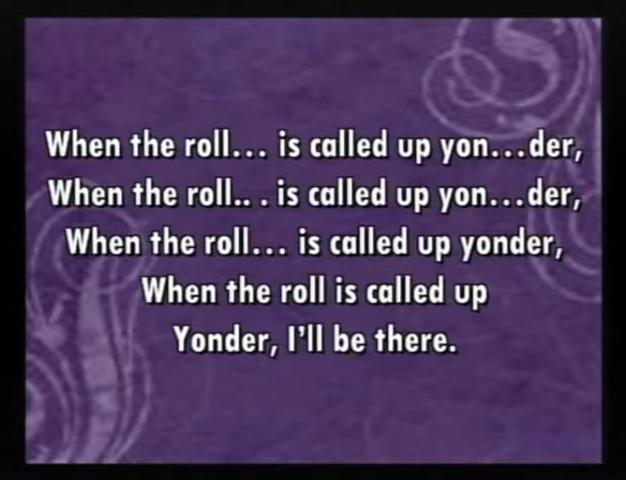 When the roll... is called up yon...der,
When the roll.. . is called up yon...der,
When the roll... is called up yonder,
When the roll is called up
Yonder, I'll be there.